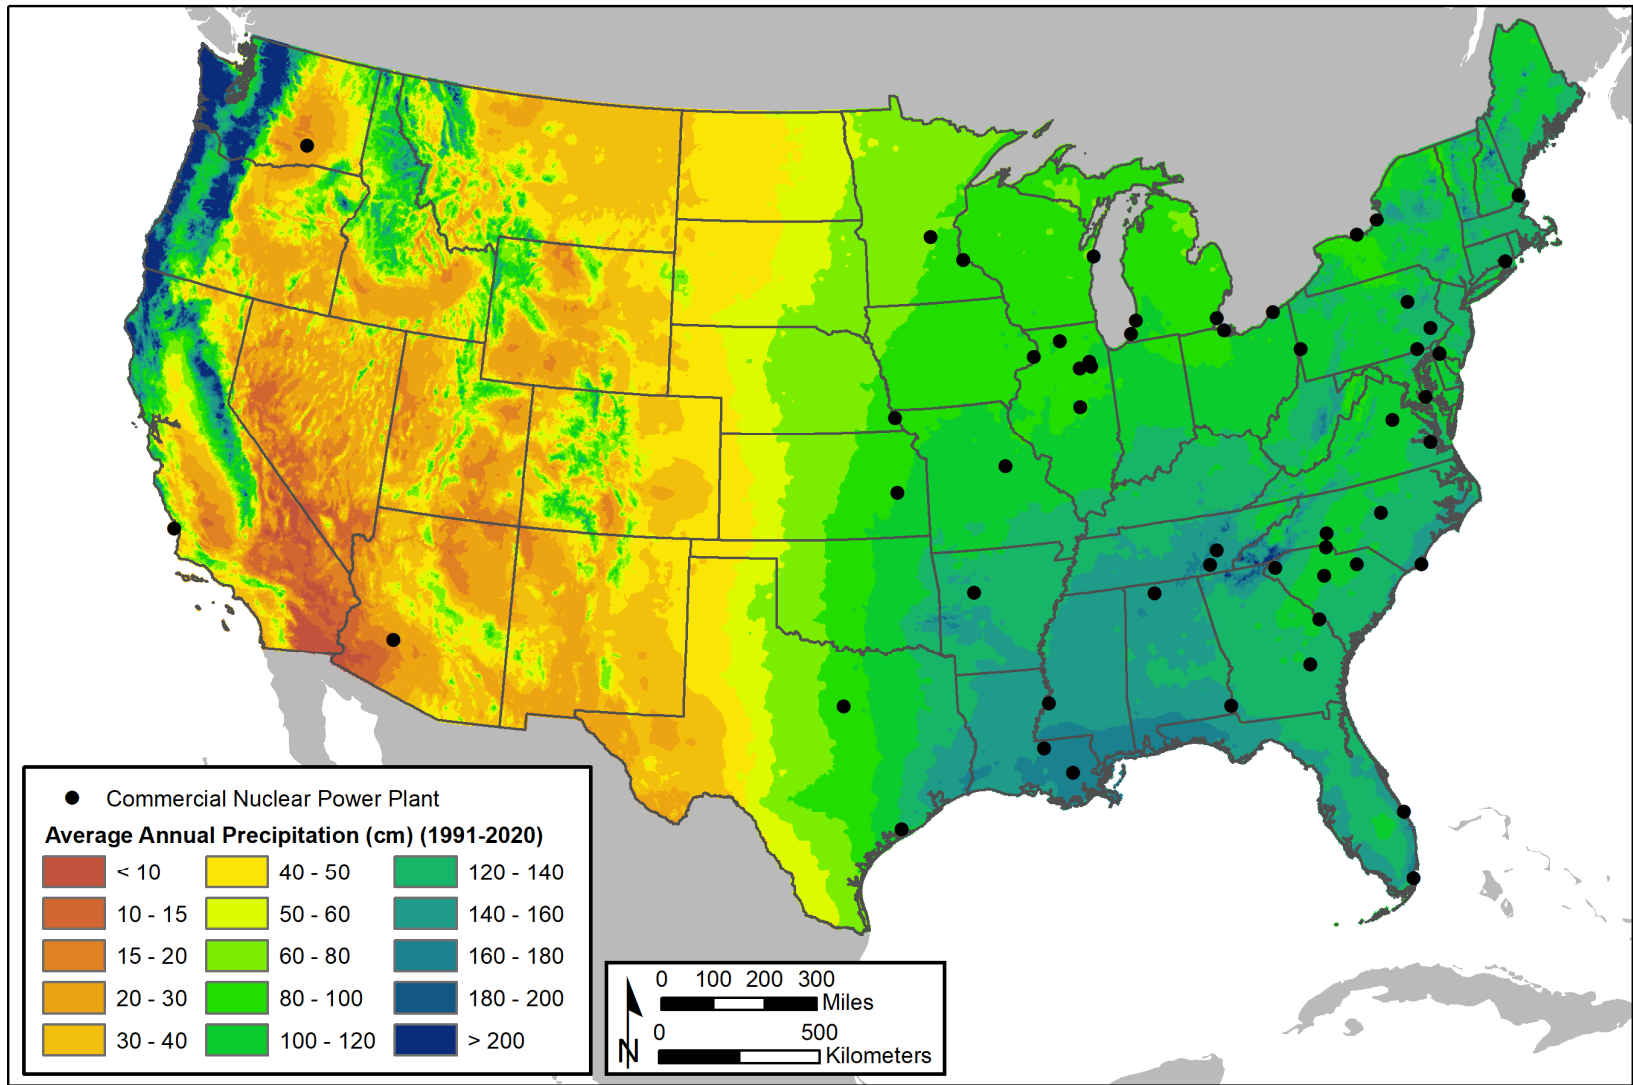 Commercial Nuclear Power Plant
Average Annual Precipitation (cm) (1991-2020)
< 10
10 - 15
15 - 20
20 - 30
30 - 40
40 - 50
50 - 60
60 - 80
80 - 100
100 - 120
120 - 140
140 - 160
160 - 180
180 - 200
> 200
N
0 100 200 300
Miles
0 500
Kilometers